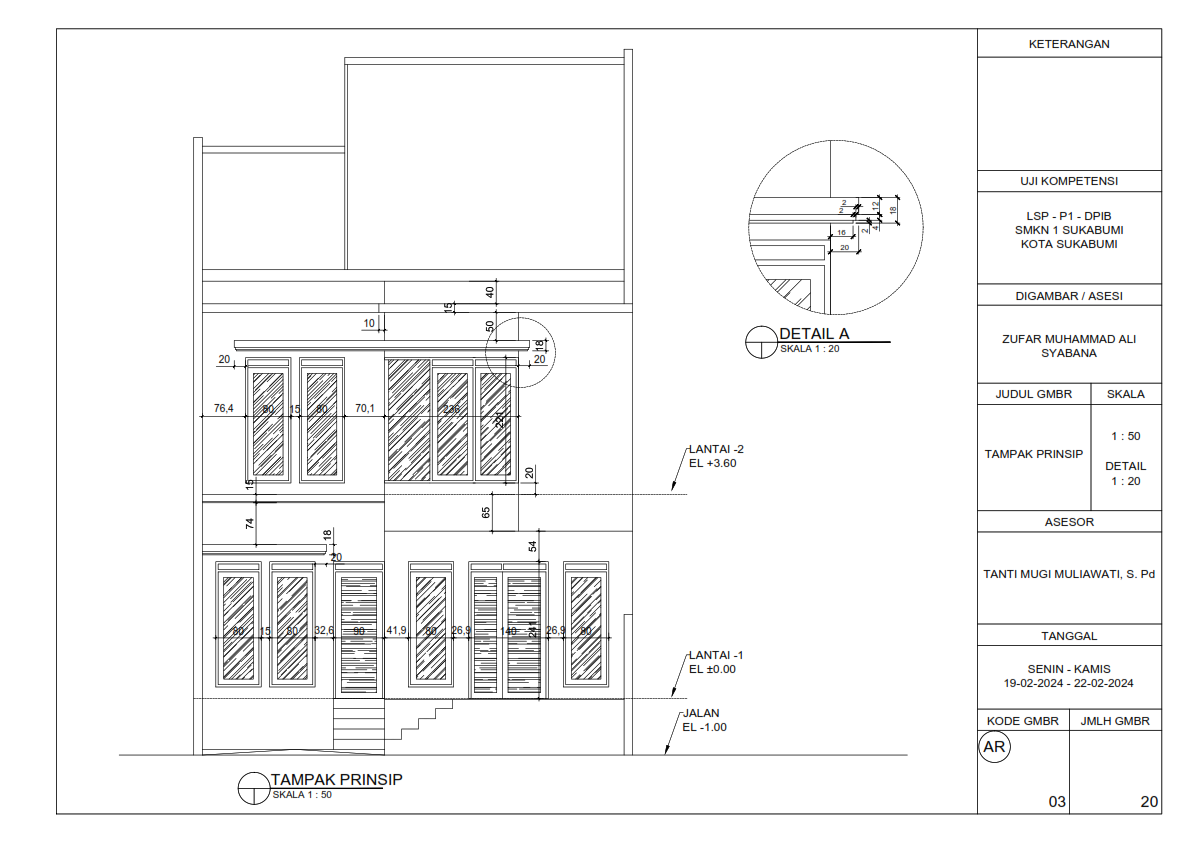 40
15
10
50
18
20
20
76,4
80
15
80
70,1
236
221
20
15
65
74
18
54
20
80
15
80
32,6
90
41,9
80
26,9
140
241
26,9
80
LANTAI -2
EL +3.60
LANTAI -1
EL ±0.00
JALAN
EL -1.00
TAMPAK PRINSIP
SKALA 1 : 50
2
2
12
18
16
2
4
20
DETAIL A
SKALA 1 : 20
KETERANGAN
UJI KOMPETENSI
LSP - P1 - DPIB
SMKN 1 SUKABUMI
KOTA SUKABUMI
DIGAMBAR / ASESI
ZUFAR MUHAMMAD ALI
SYABANA
JUDUL GMBR
SKALA
TAMPAK PRINSIP
1 : 50
DETAIL
1 : 20
ASESOR
TANTI MUGI MULIAWATI, S. Pd
TANGGAL
SENIN - KAMIS
19-02-2024 - 22-02-2024
KODE GMBR
JMLH GMBR
AR
03
20